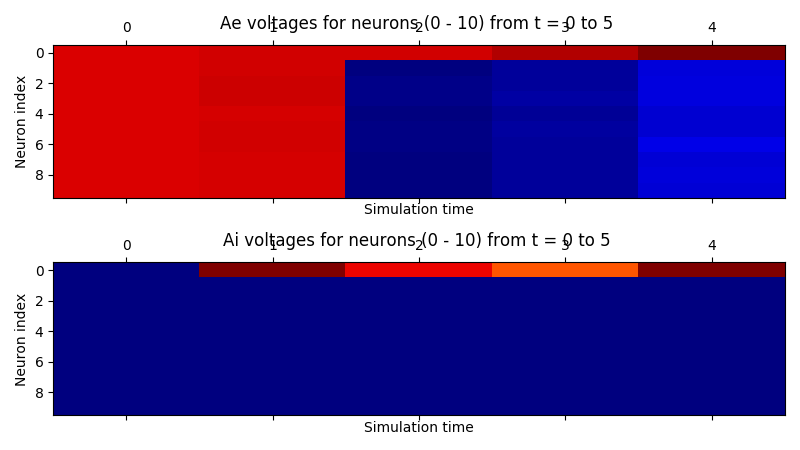 Ae voltages for neurons (0 - 10) from t = 0 to 5
0 1 2 3 4
Neuron index
0
2
4
6
8
Simulation time
Ai voltages for neurons (0 - 10) from t = 0 to 5
0 1 2 3 4
Neuron index
0
2
4
6
8
Simulation time